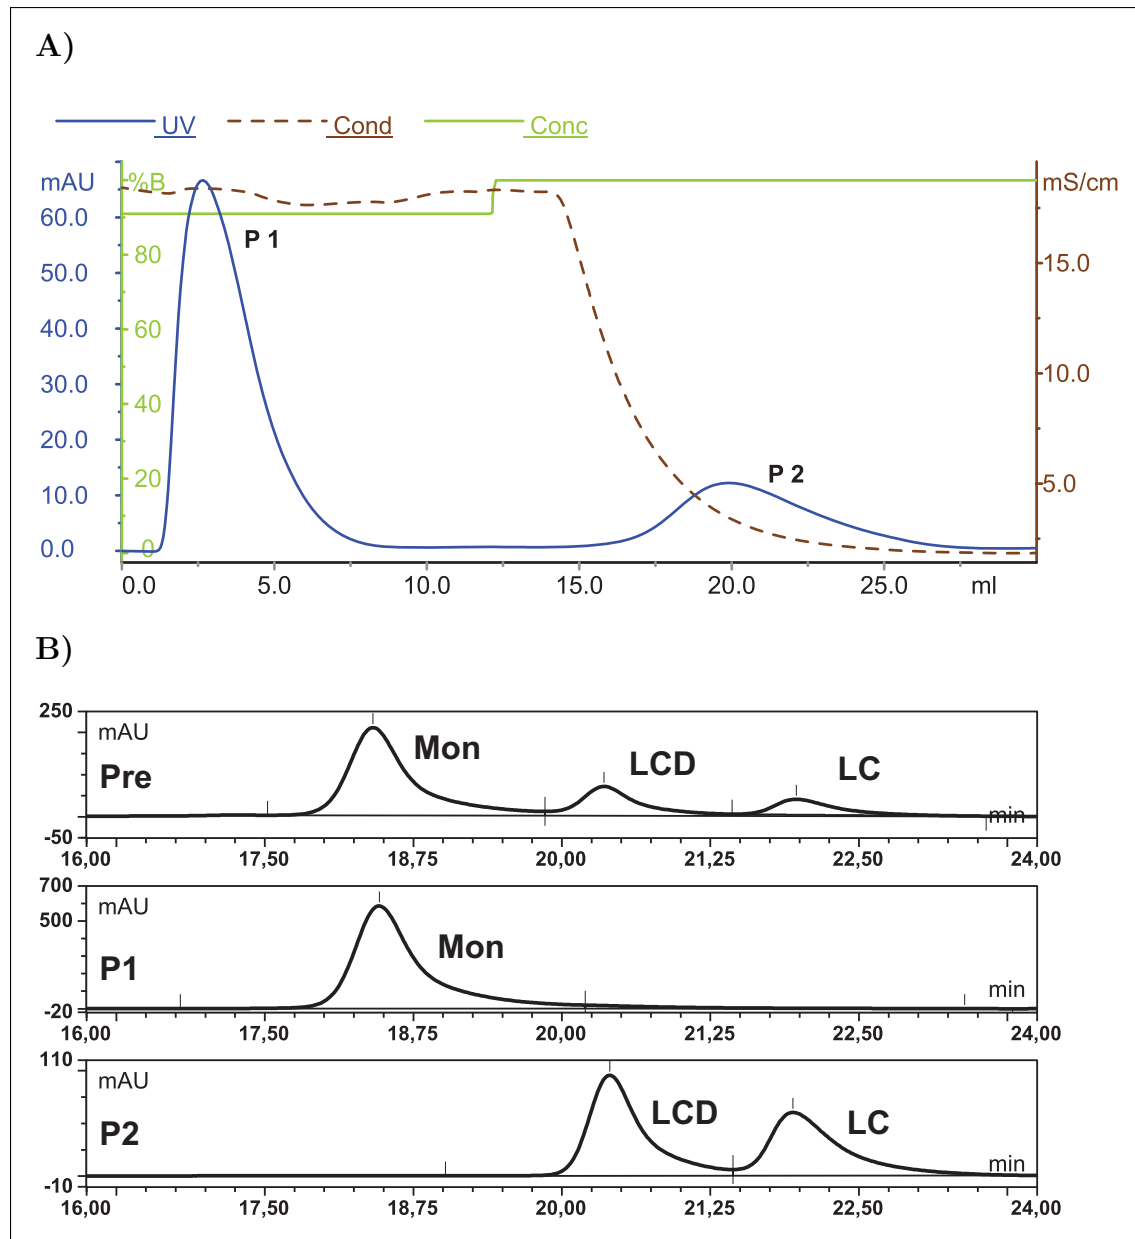 A)
UV Cond Conc
mAU %B mS/cm
60.0
P 1
80
50.0 15.0
40.0 60
30.0 10.0
40
20.0
20 P 2
10.0 5.0
0.0 0
0.0 5.0 10.0 15.0 20.0 25.0 ml
B)
250
mAU
Mon
LCD
LC
Pre
min
-50
16,00 17,50 18,75 20,00 21,25 22,50 24,00
700
mAU
500
Mon
P1
min
-20
16,00 17,50 18,75 20,00 21,25 22,50 24,00
110
mAU
LCD
LC
P2
min
-10
16,00 17,50 18,75 20,00 21,25 22,50 24,00